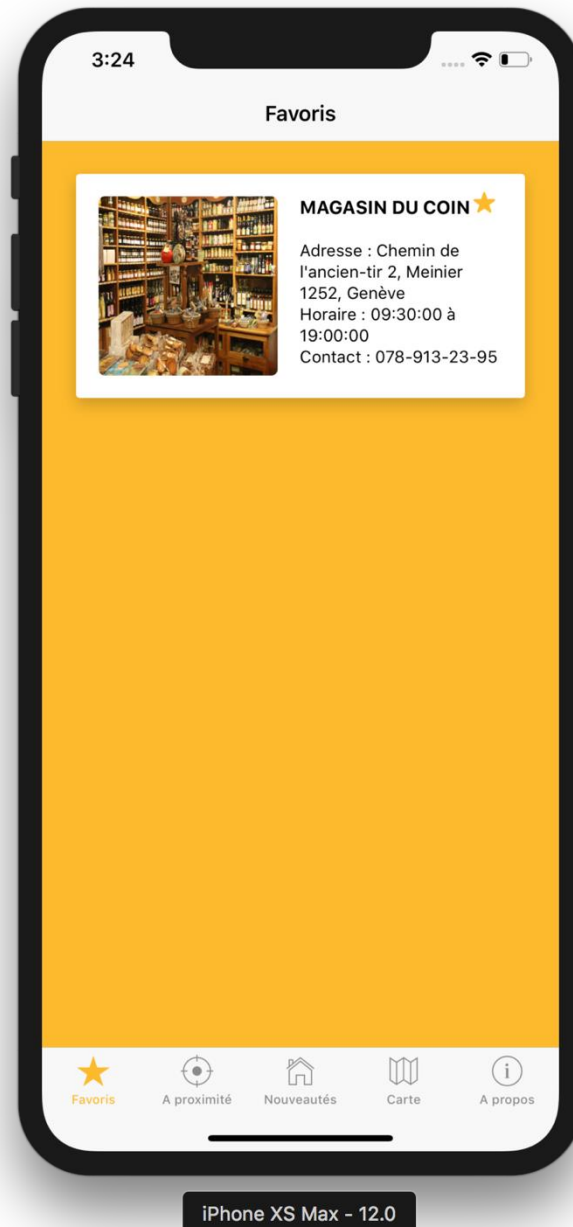 3:24
Favoris
MAGASIN DU COIN
Adresse : Chemin de
l'ancien-tir 2, Meinier
1252, Genève
Horaire : 09:30:00 à
19:00:00
Contact : 078-913-23-95
Favoris
A proximité
Nouveautés
Carte
A propos
iPhone XS Max - 12.0